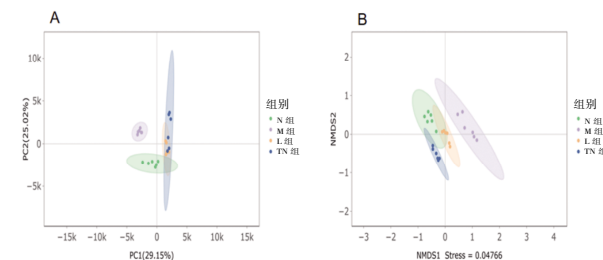 A
PC2(25.02%)
10k
5k
0
−5k
−15k −10k −5k 0 5k 10k 15k
PC1(29.15%)
组别
N 组
M 组
L 组
TN 组
B
NMDS2
2
1
0
−1
−2
−3 −2 −1 0 1 2 3 4
NMDS1 Stress = 0.04766
组别
N 组
M 组
L 组
TN 组